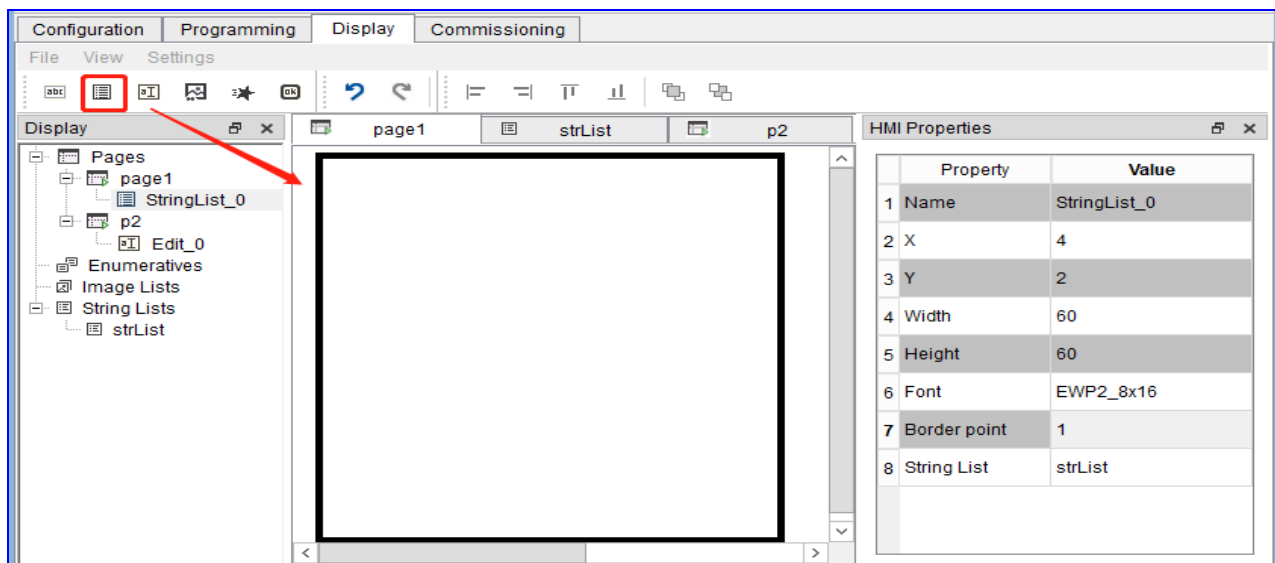 Configuration Programming Display Commissioning
File View Settings
abc a ok
Display page1 strList p2 HMI Properties
Pages
page1
StringList_0
p2
a Edit_0
Enumeratives
Image Lists
String Lists
strList
Property Value
1 Name StringList_0
2 X 4
3 Y 2
4 Width 60
5 Height 60
6 Font EWP2_8x16
7 Border point 1
8 String List strList